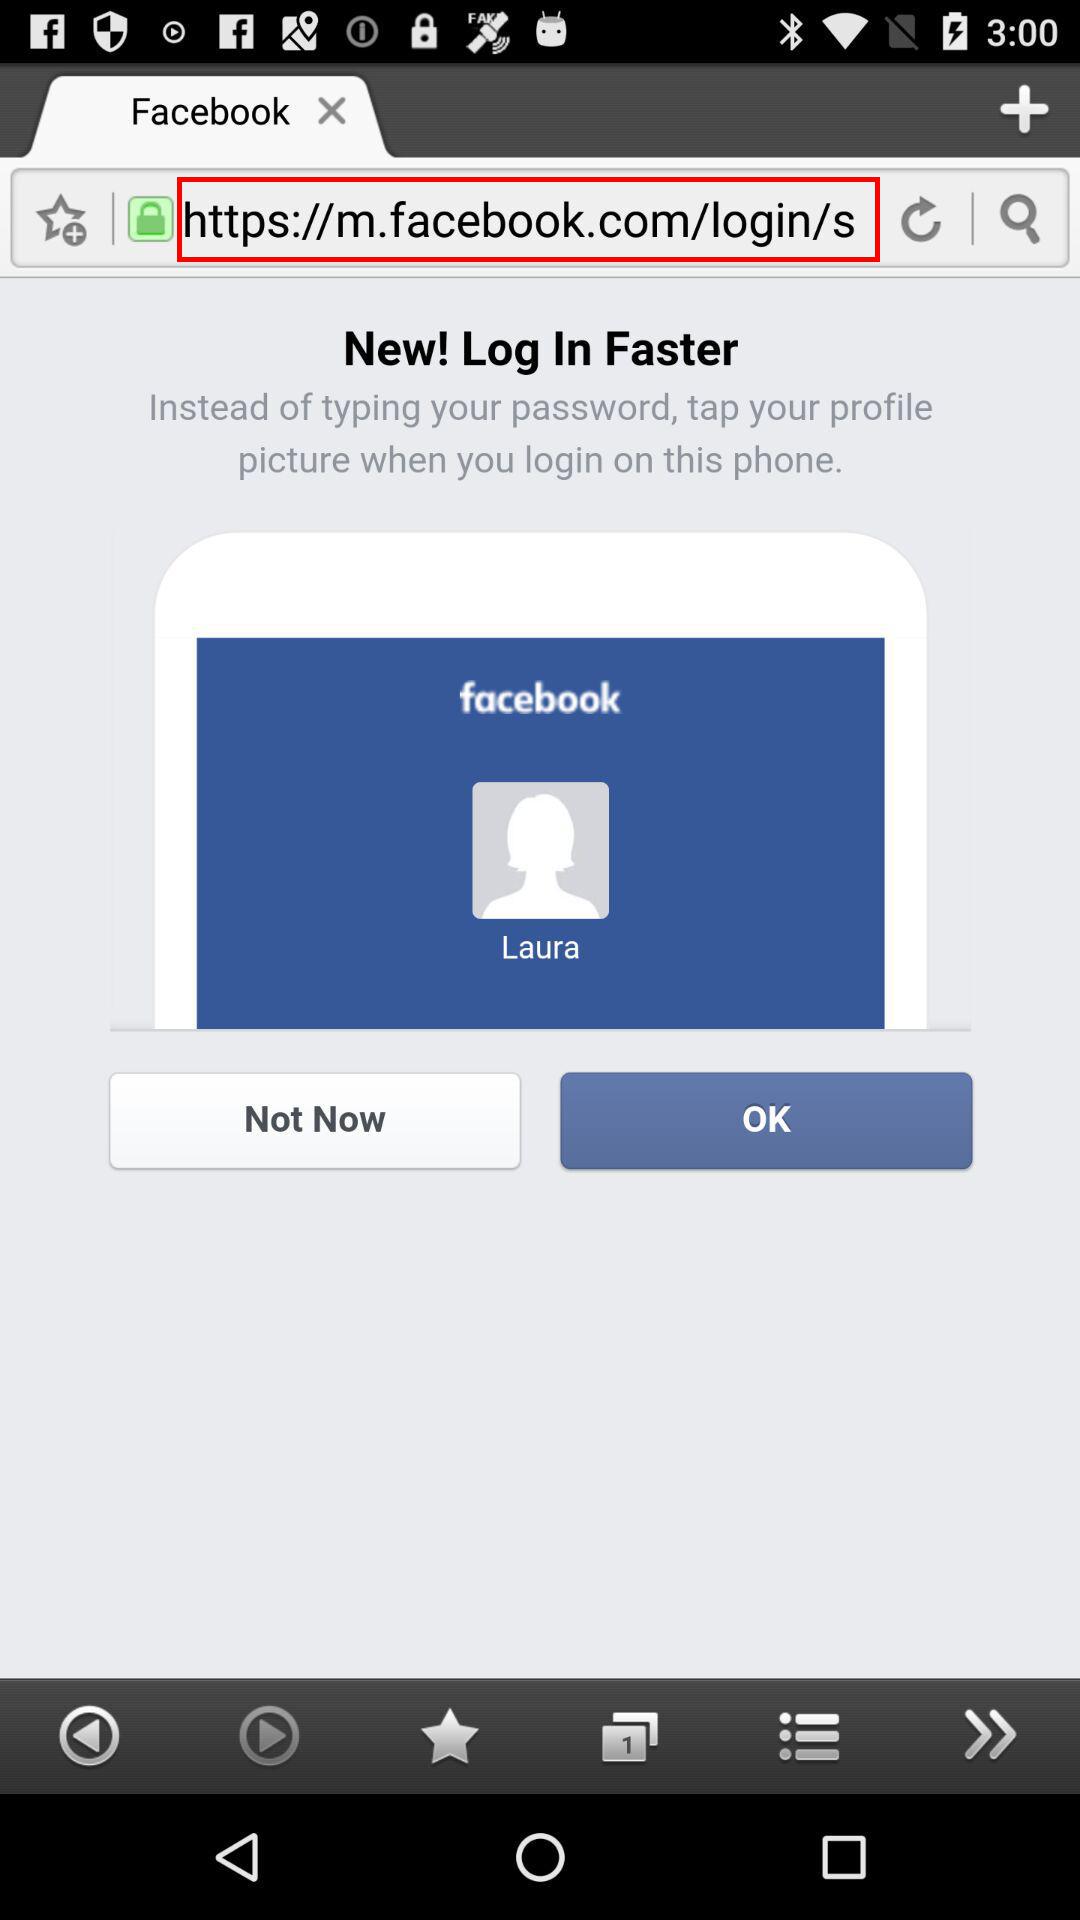 FAKE
3:00
Facebook
https://m.facebook.com/login/s
New! Log In Faster
Instead of typing your password, tap your profile
picture when you login on this phone.
facebook
Laura
Not Now
OK
1